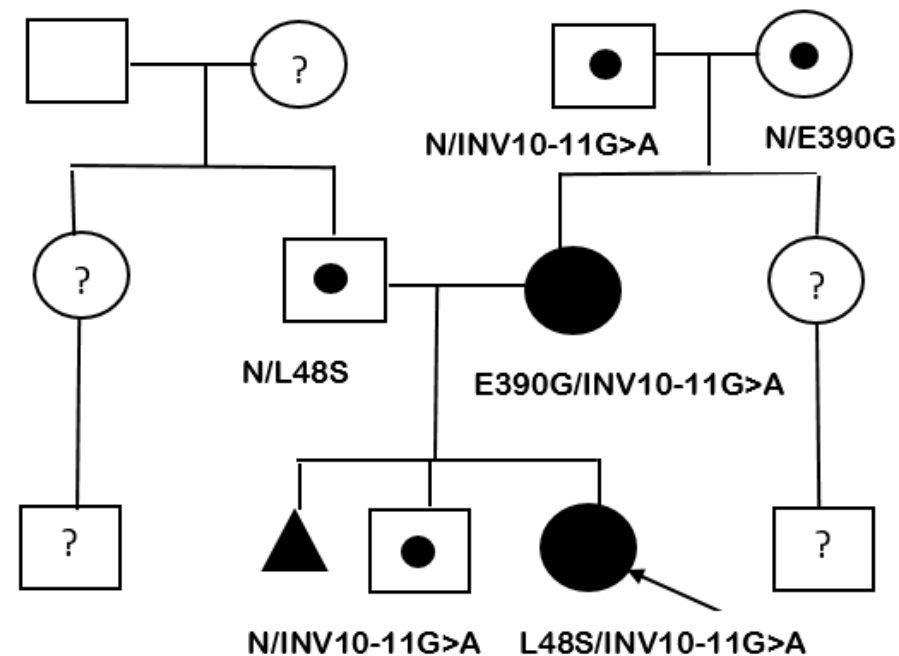 ?
N/INV10-11G>A
N/E390G
?
?
N/L48S
E390G/INV10-11G>A
?
?
N/INV10-11G>A
L48S/INV10-11G>A